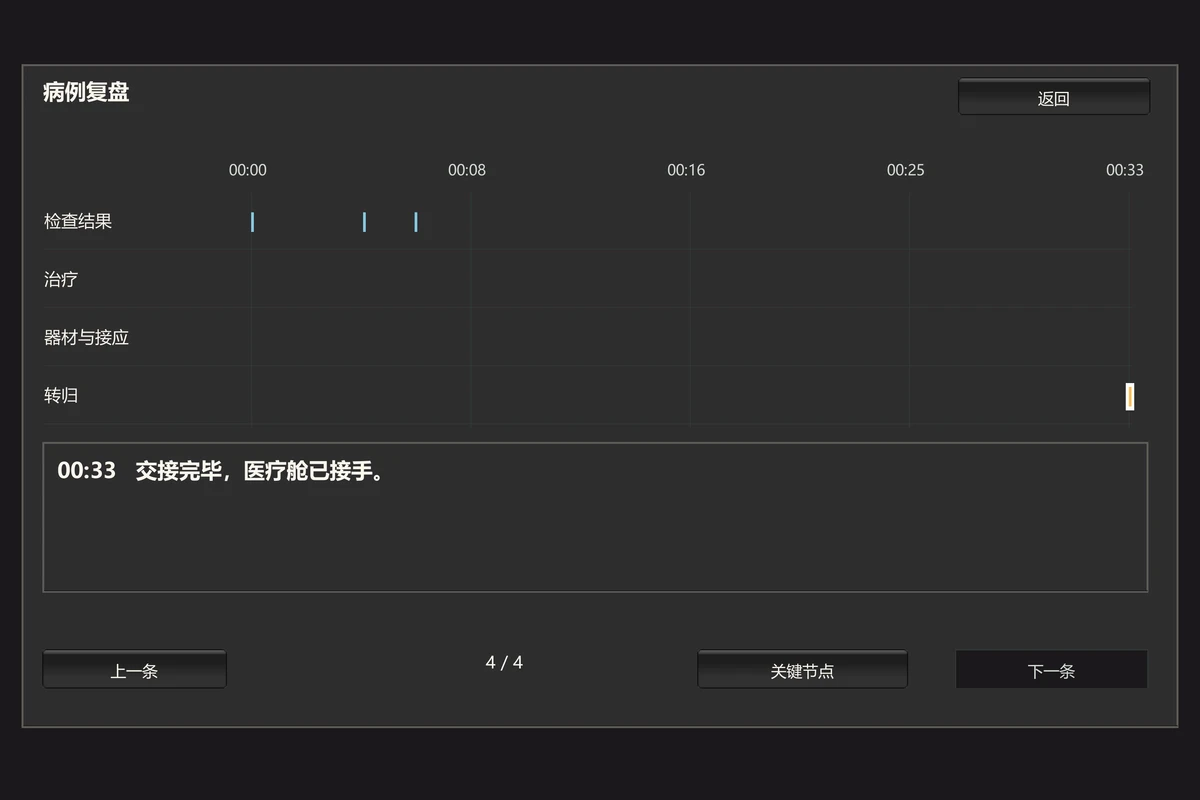 病例复盘
返回
00:00 00:08 00:16 00:25 00:33
检查结果
治疗
器材与接应
转归
00:33 交接完毕，医疗舱已接手。
上一条 4 / 4 关键节点 下一条